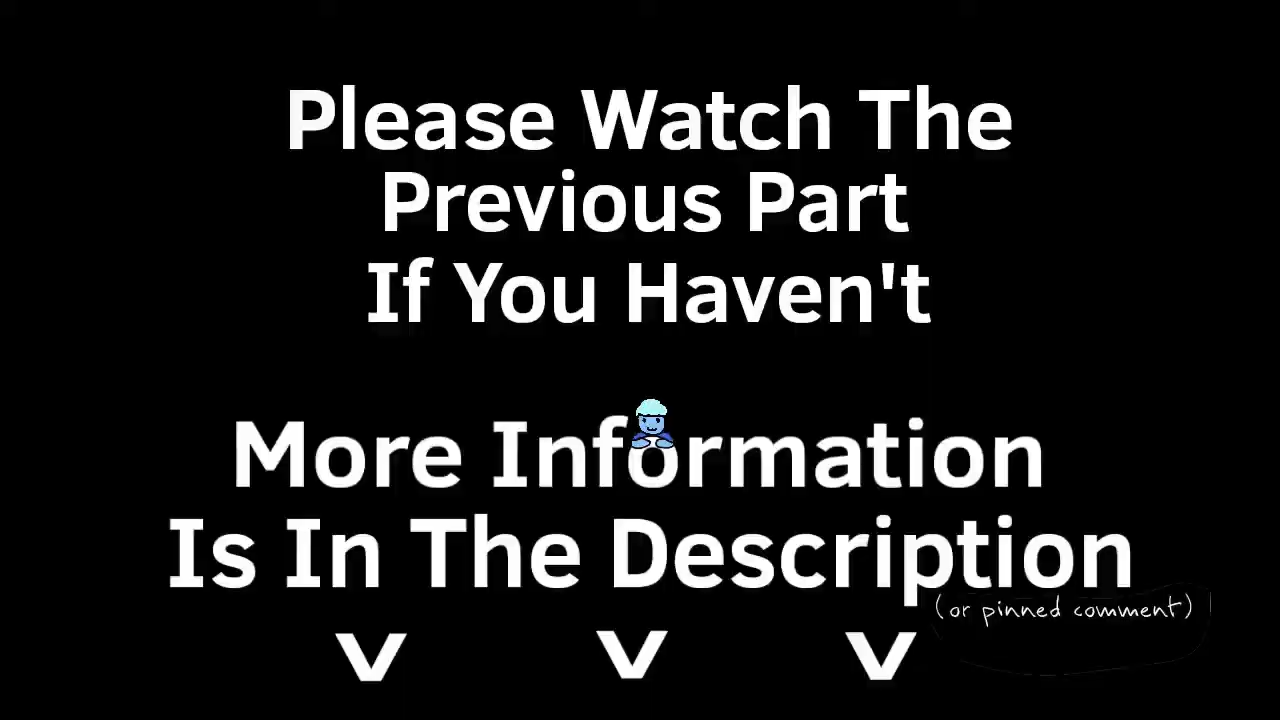 Please Watch The
Previous Part
If You Haven't
More Information
Is In The Description
(or pinned comment)
V V V